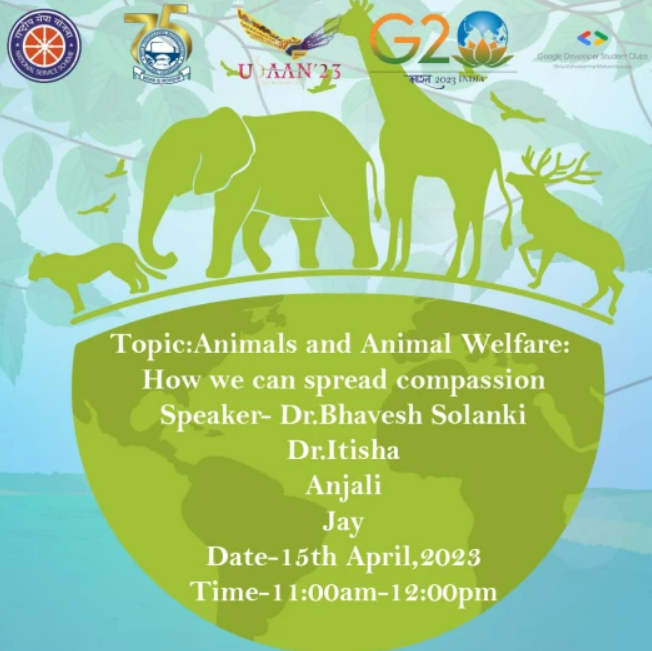 राष्ट्रीय सेवा योजना
NATIONAL SERVICE SCHEME
75
UDAAN'23
G20
भारत 2023 INDIA
Google Developer Student Clubs
Topic:Animals and Animal Welfare:
How we can spread compassion
Speaker- Dr.Bhavesh Solanki
Dr.Itisha
Anjali
Jay
Date-15th April,2023
Time-11:00am-12:00pm